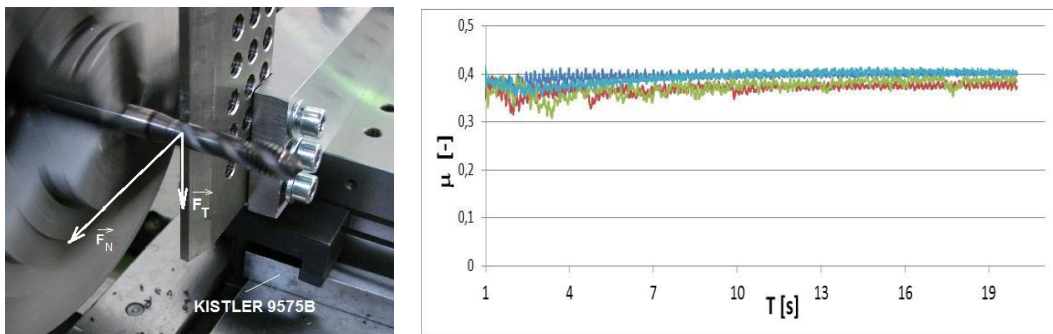 F_T
F_N
KISTLER 9575B
μ [-]
0,5
0,4
0,3
0,2
0,1
0
1 4 7 10 13 16 19
T [s]